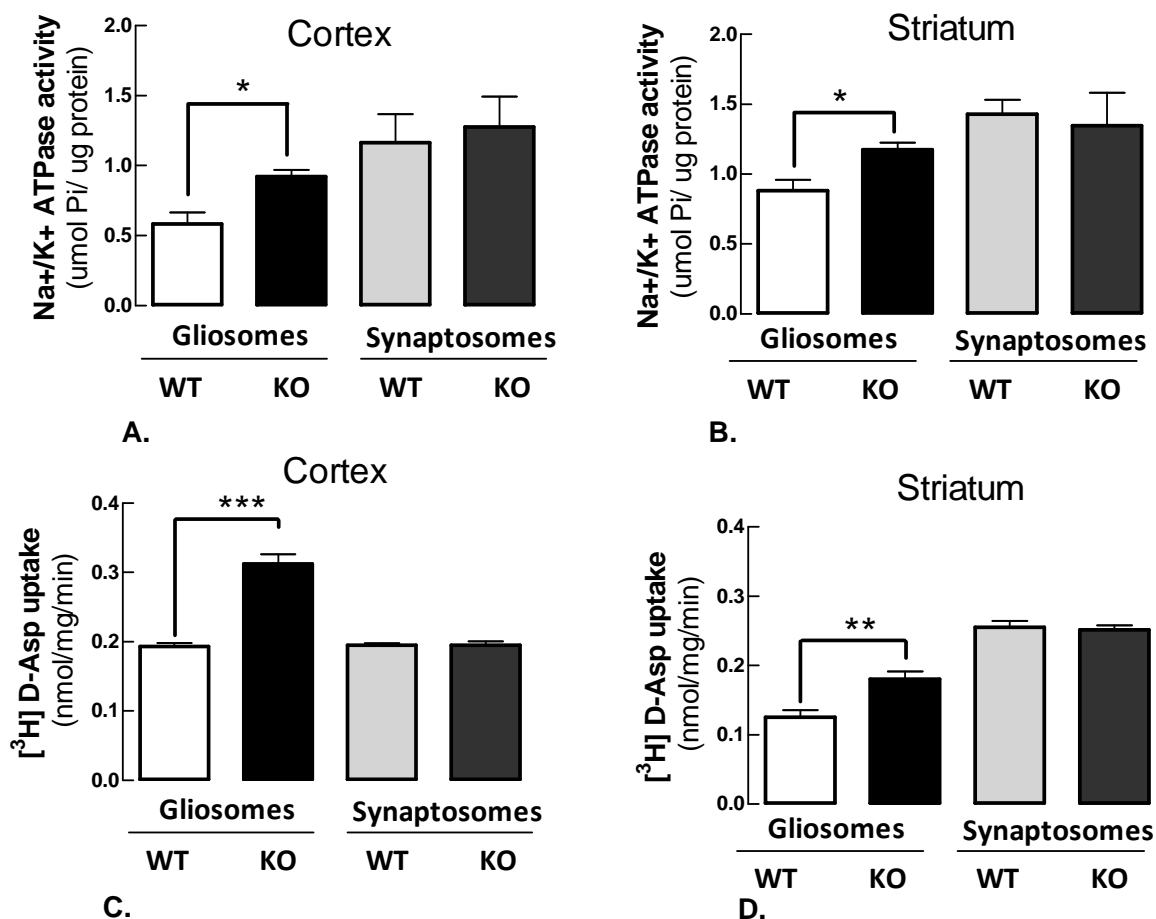 Cortex
Na+/K+ ATPase activity
(umol Pi/ ug protein)
2.0
1.5
1.0
0.5
0.0
*
Gliosomes
Synaptosomes
WT
KO
WT
KO
A.
Striatum
Na+/K+ ATPase activity
(umol Pi/ ug protein)
2.0
1.5
1.0
0.5
0.0
*
Gliosomes
Synaptosomes
WT
KO
WT
KO
B.
Cortex
[³H] D-Asp uptake
(nmol/mg/min)
0.4
0.3
0.2
0.1
0.0
***
Gliosomes
Synaptosomes
WT
KO
WT
KO
C.
Striatum
[³H] D-Asp uptake
(nmol/mg/min)
0.4
0.3
0.2
0.1
0.0
**
Gliosomes
Synaptosomes
WT
KO
WT
KO
D.